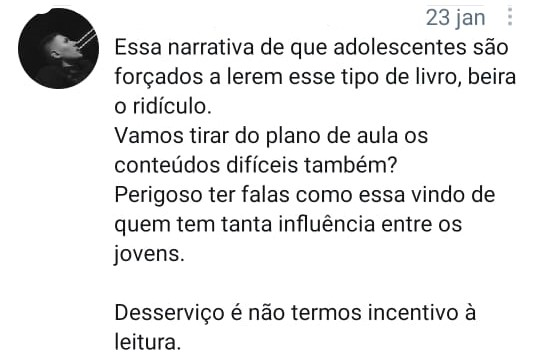 23 jan
Essa narrativa de que adolescentes são
forçados a lerem esse tipo de livro, beira
o ridículo.
Vamos tirar do plano de aula os
conteúdos difíceis também?
Perigoso ter falas como essa vindo de
quem tem tanta influência entre os
jovens.
Desserviço é não termos incentivo à
leitura.